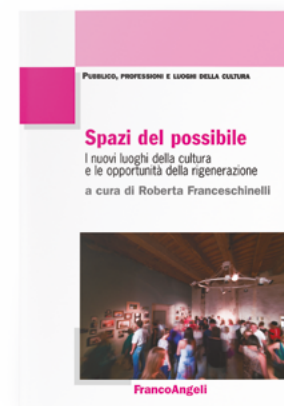 PUBBLICO, PROFESSIONI E LUOGHI DELLA CULTURA
Spazi del possibile
I nuovi luoghi della cultura
e le opportunità della rigenerazione
a cura di Roberta Franceschinelli
FrancoAngeli